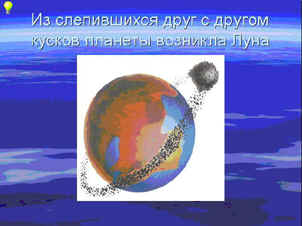 Из слепившихся друг с другом
кусков планеты возникла Луна